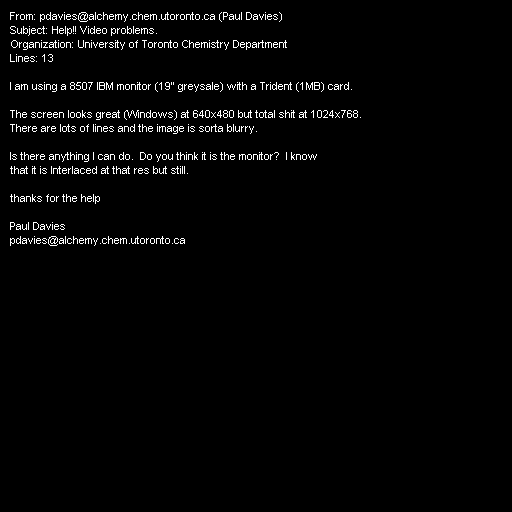 From: pdavies@alchemy.chem.utoronto.ca (Paul Davies)
Subject: Help!! Video problems.
Organization: University of Toronto Chemistry Department
Lines: 13

I am using a 8507 IBM monitor (19" greysale) with a Trident (1MB) card.

The screen looks great (Windows) at 640x480 but total shit at 1024x768.
There are lots of lines and the image is sorta blurry.

Is there anything I can do.  Do you think it is the monitor?  I know
that it is Interlaced at that res but still.

thanks for the help

Paul Davies
pdavies@alchemy.chem.utoronto.ca